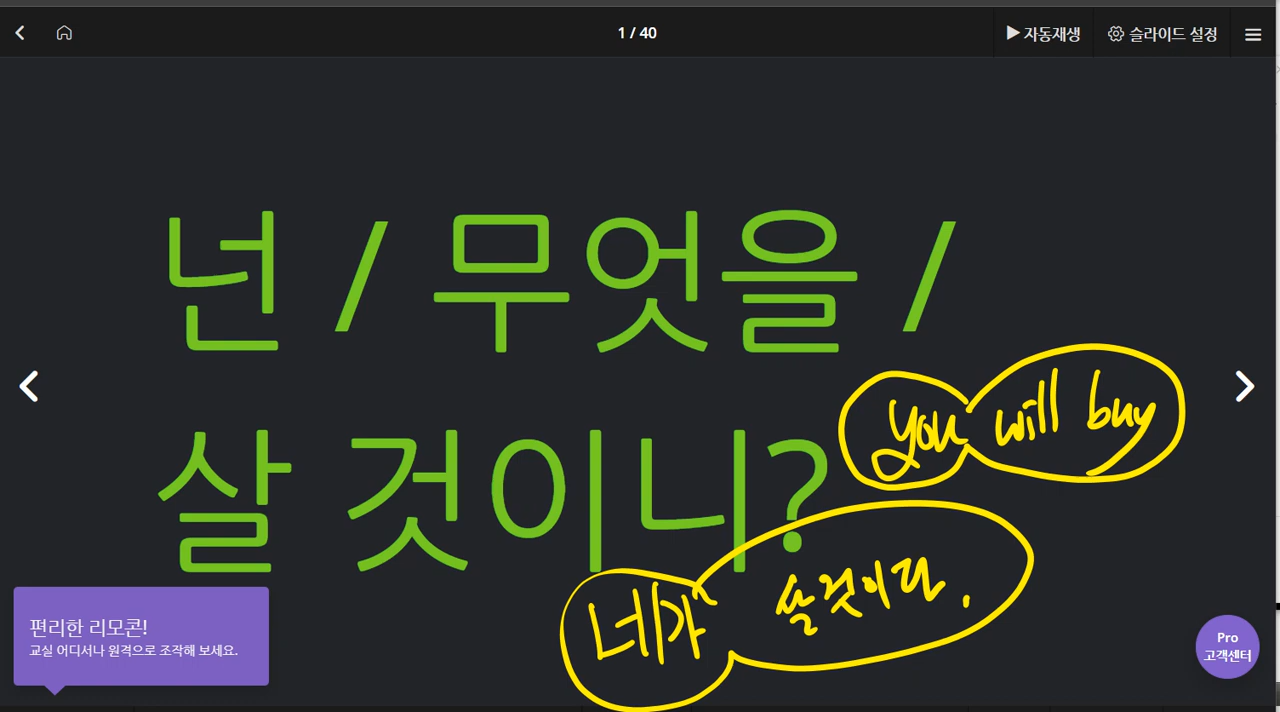 1 / 40
자동재생
슬라이드 설정
넌 / 무엇을 /
살 것이니?
you will buy
네가 살것이다.
편리한 리모콘!
교실 어디서나 원격으로 조작해 보세요.
Pro
고객센터